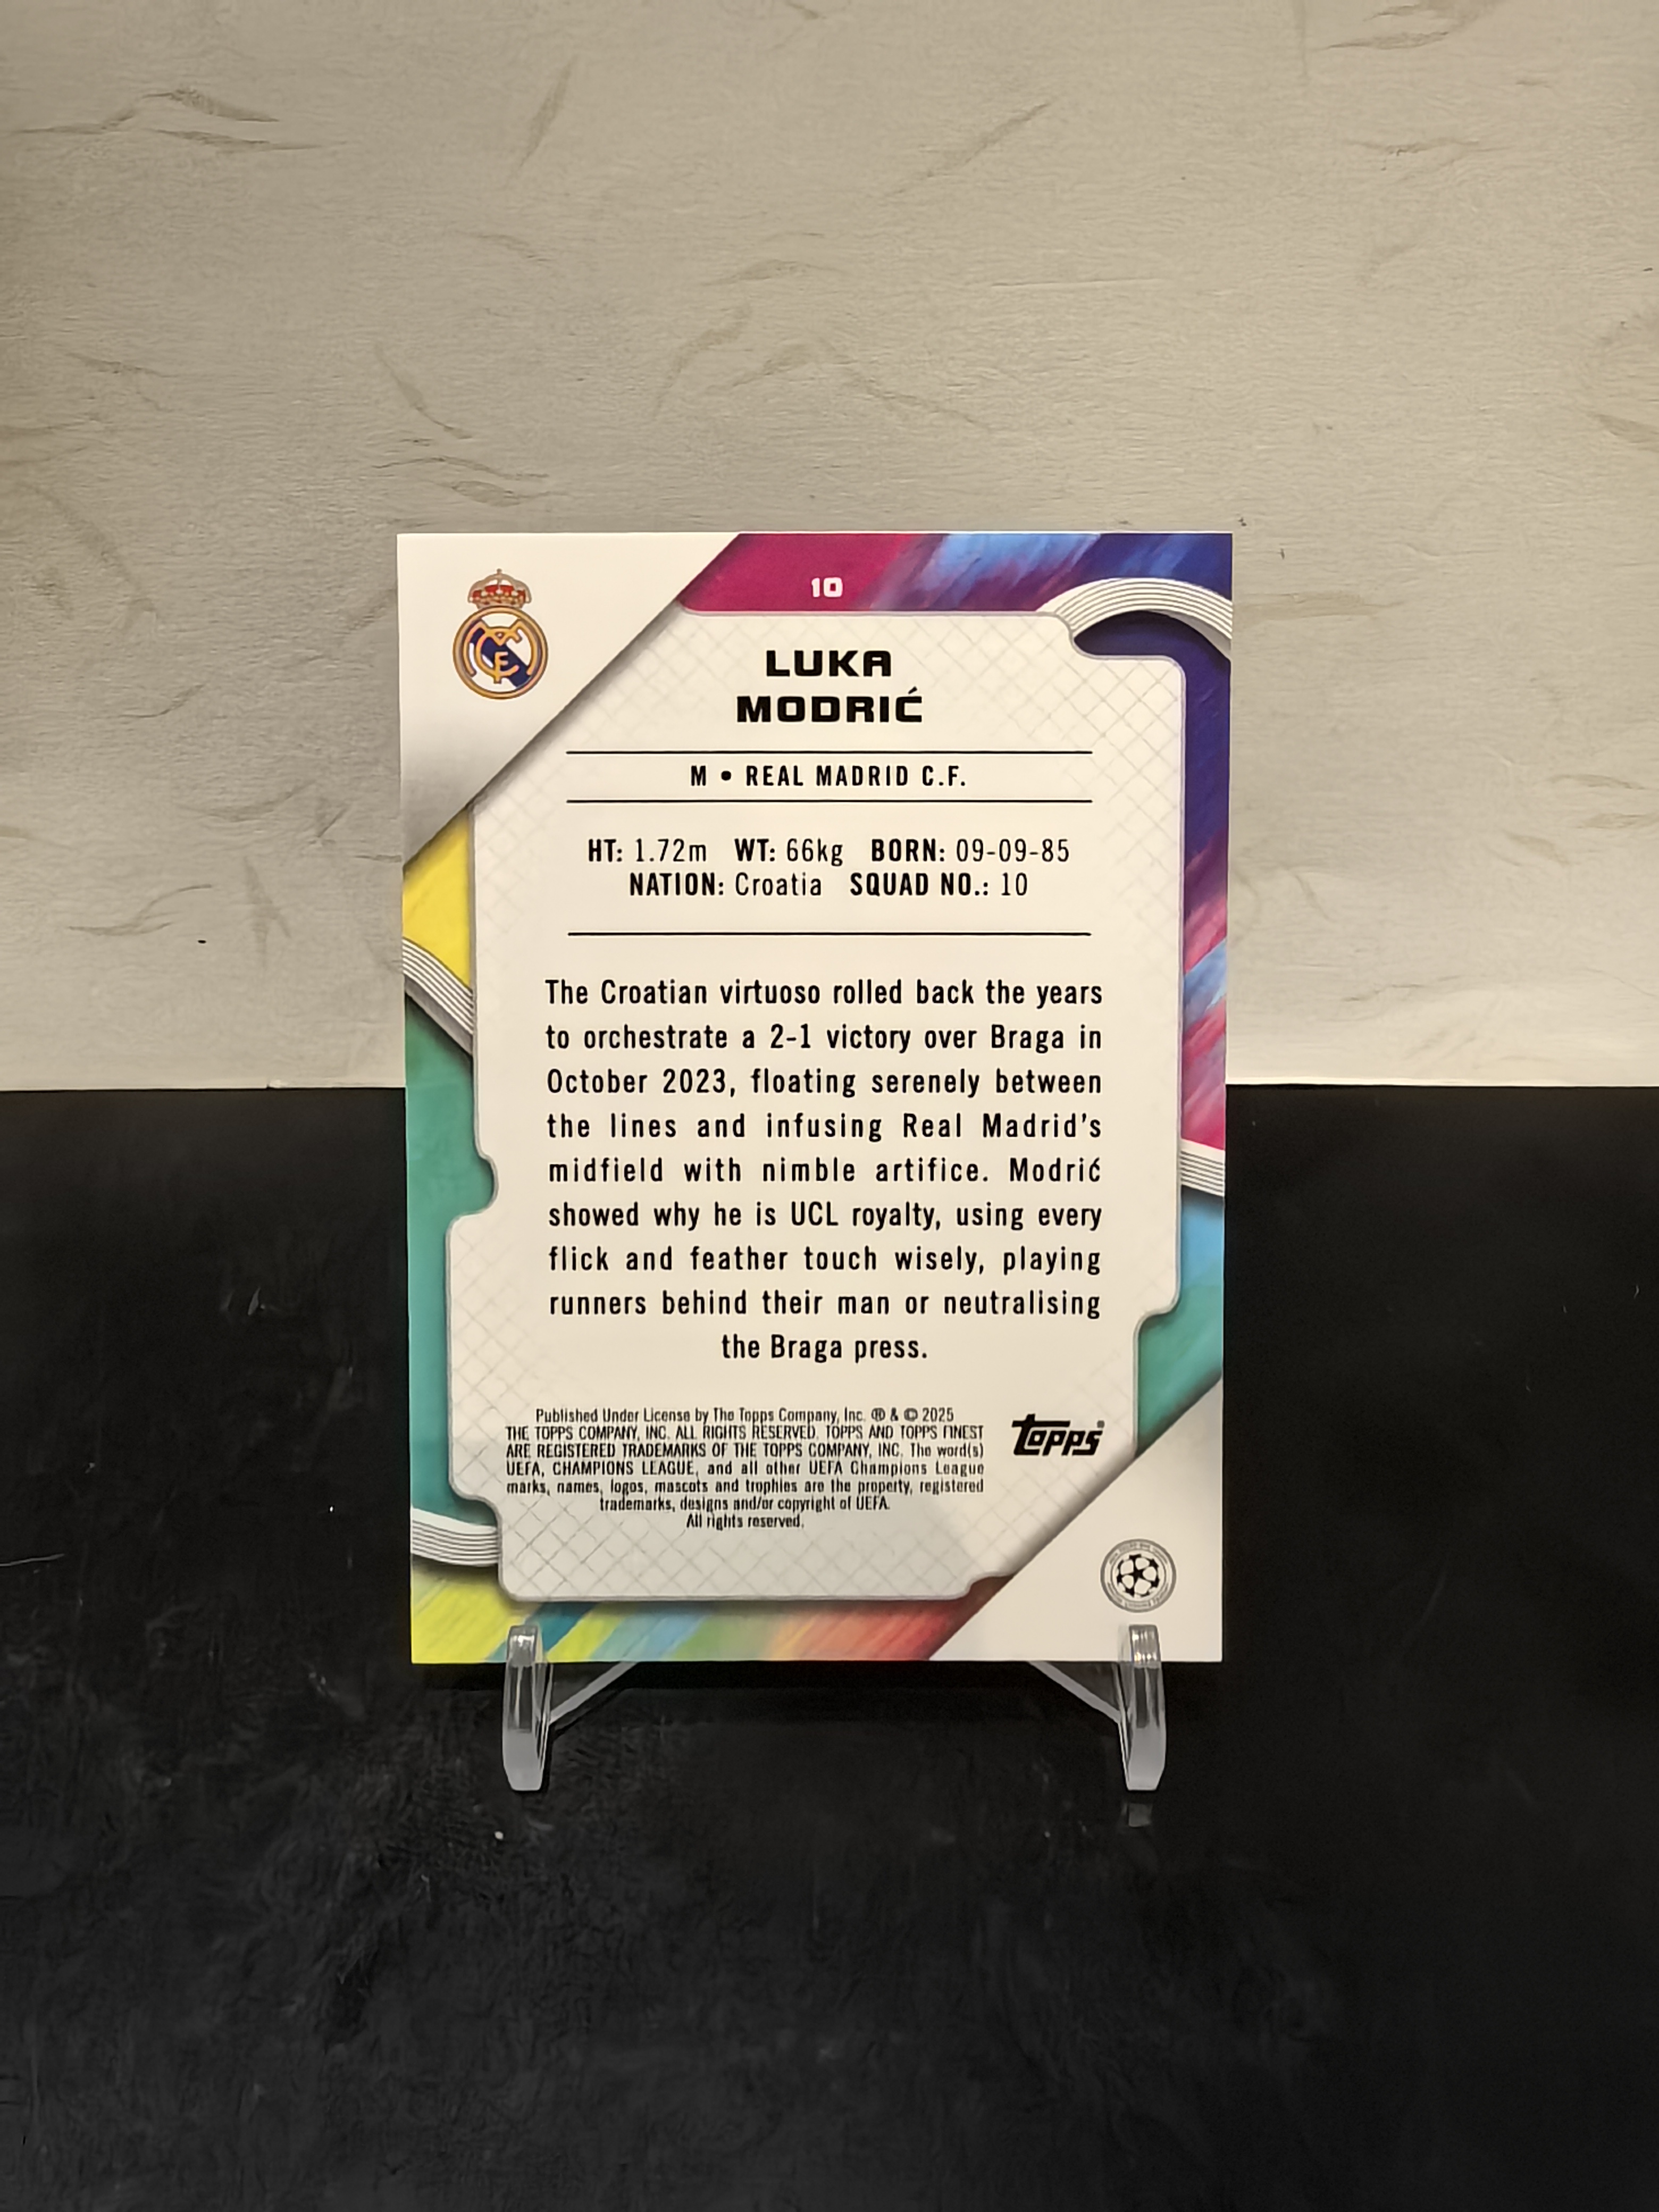 10
LUKA
MODRIĆ
M • REAL MADRID C.F.
HT: 1.72m WT: 66kg BORN: 09-09-85
NATION: Croatia SQUAD NO.: 10
The Croatian virtuoso rolled back the years
to orchestrate a 2-1 victory over Braga in
October 2023, floating serenely between
the lines and infusing Real Madrid's
midfield with nimble artifice. Modrić
showed why he is UCL royalty, using every
flick and feather touch wisely, playing
runners behind their man or neutralising
the Braga press.
Published Under License by The Topps Company, Inc. ® & © 2025
THE TOPPS COMPANY, INC. ALL RIGHTS RESERVED. TOPPS AND TOPPS FINEST
ARE REGISTERED TRADEMARKS OF THE TOPPS COMPANY, INC. The word(s)
UEFA, CHAMPIONS LEAGUE, and all other UEFA Champions League
marks, names, logos, mascots and trophies are the property, registered
trademarks, designs and/or copyright of UEFA.
All rights reserved.
topps®